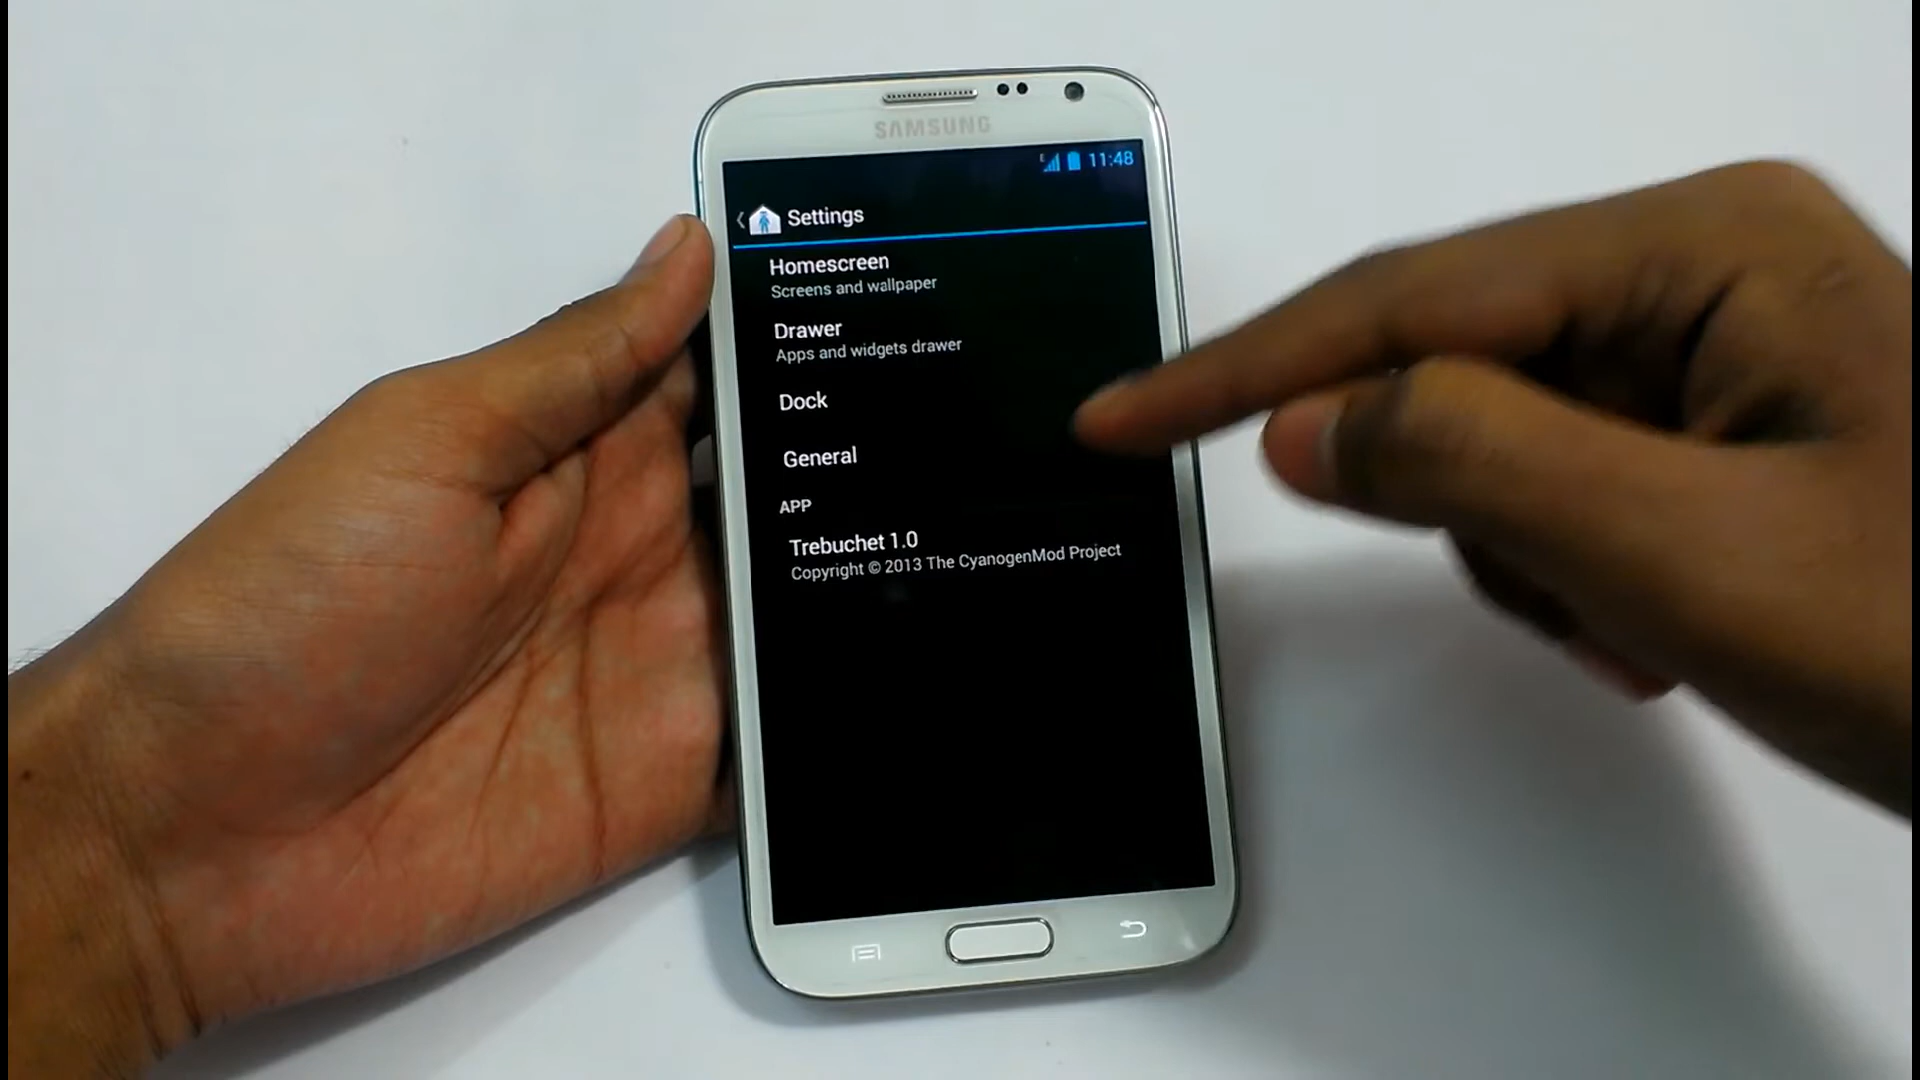 SAMSUNG
E 11:48
Settings
Homescreen
Screens and wallpaper
Drawer
Apps and widgets drawer
Dock
General
APP
Trebuchet 1.0
Copyright © 2013 The CyanogenMod Project